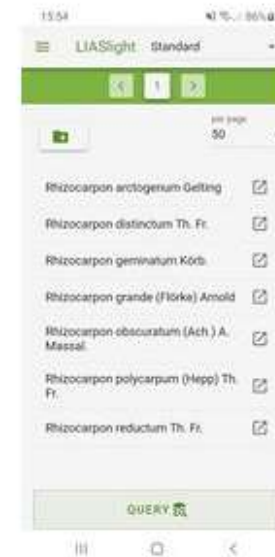 15:54
86%
LIASlight Standard
< 1 >
per page
50
Rhizocarpon arctogenum Gelting
Rhizocarpon distinctum Th. Fr.
Rhizocarpon geminatum Körb.
Rhizocarpon grande (Flörke) Arnold
Rhizocarpon obscuratum (Ach.) A.
Massal.
Rhizocarpon polycarpum (Hepp) Th.
Fr.
Rhizocarpon reductum Th. Fr.
QUERY